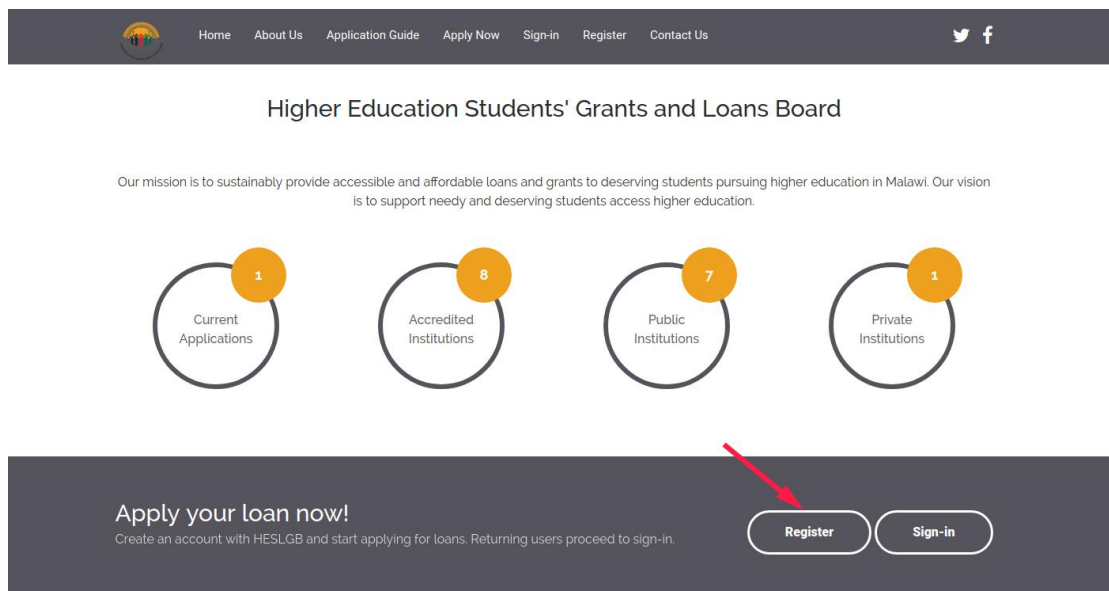 Home About Us Application Guide Apply Now Sign-in Register Contact Us
Higher Education Students' Grants and Loans Board
Our mission is to sustainably provide accessible and affordable loans and grants to deserving students pursuing higher education in Malawi. Our vision
is to support needy and deserving students access higher education.
1
Current
Applications
8
Accredited
Institutions
7
Public
Institutions
1
Private
Institutions
Apply your loan now!
Create an account with HESLGB and start applying for loans. Returning users proceed to sign-in.
Register Sign-in